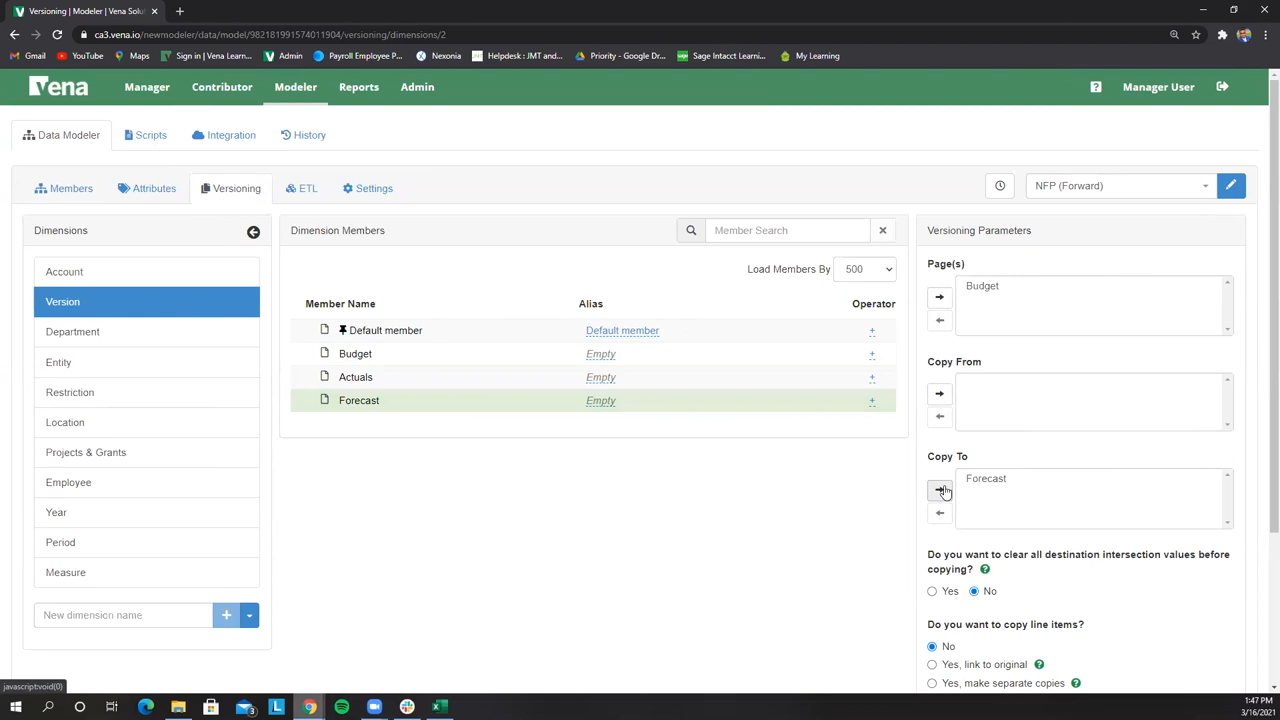 Versioning | Modeler | Vena Solu
ca3.vena.io/newmodeler/data/model/982181991574011904/versioning/dimensions/2
Gmail YouTube Maps Sign in | Vena Learn... Admin Payroll Employee P... Nexonia Helpdesk : JMT and... Priority - Google Dr... Sage Intacct Learni... My Learning
vena Manager Contributor Modeler Reports Admin ? Manager User
Data Modeler Scripts Integration History
Members Attributes Versioning ETL Settings NFP (Forward)
Dimensions Dimension Members Member Search Versioning Parameters
Account
Version
Department
Entity
Restriction
Location
Projects & Grants
Employee
Year
Period
Measure
New dimension name
Load Members By 500
Member Name Alias Operator
Default member Default member +
Budget Empty +
Actuals Empty +
Forecast Empty +
Page(s)
Budget
Copy From
Copy To
Forecast
Do you want to clear all destination intersection values before
copying? ?
Yes No
Do you want to copy line items?
No
Yes, link to original ?
Yes, make separate copies ?
javascript:void(0)
1:47 PM
3/16/2021